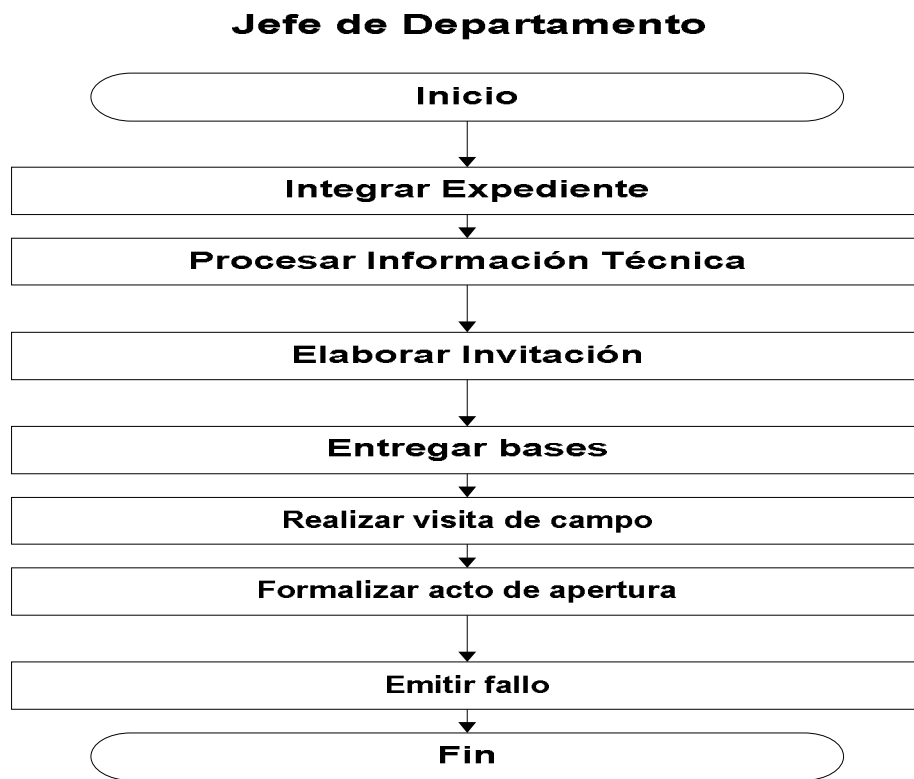 Jefe de Departamento
Inicio
Integrar Expediente
Procesar Información Técnica
Elaborar Invitación
Entregar bases
Realizar visita de campo
Formalizar acto de apertura
Emitir fallo
Fin